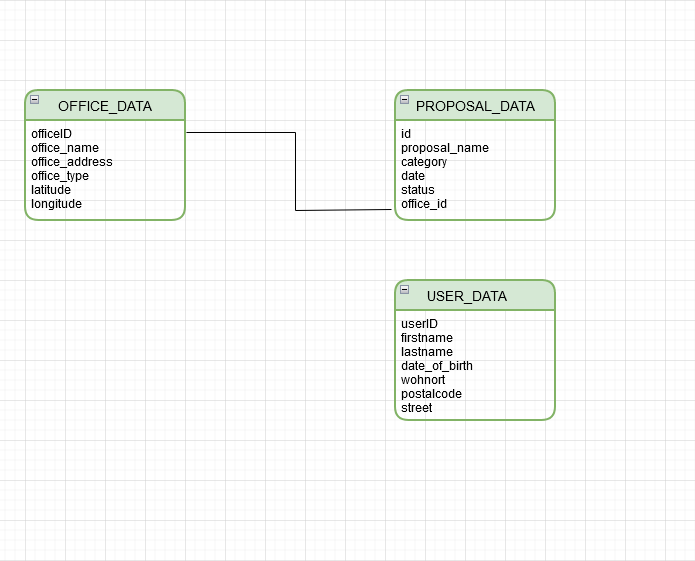 OFFICE_DATA
officeID
office_name
office_address
office_type
latitude
longitude
PROPOSAL_DATA
id
proposal_name
category
date
status
office_id
USER_DATA
userID
firstname
lastname
date_of_birth
wohnort
postalcode
street